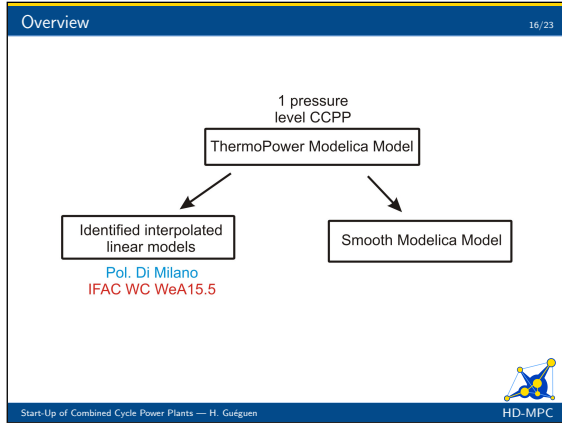 Overview
16/23
1 pressure
level CCPP
ThermoPower Modelica Model
Identified interpolated
linear models
Smooth Modelica Model
Pol. Di Milano
IFAC WC WeA15.5
Start-Up of Combined Cycle Power Plants — H. Guéguen
HD-MPC